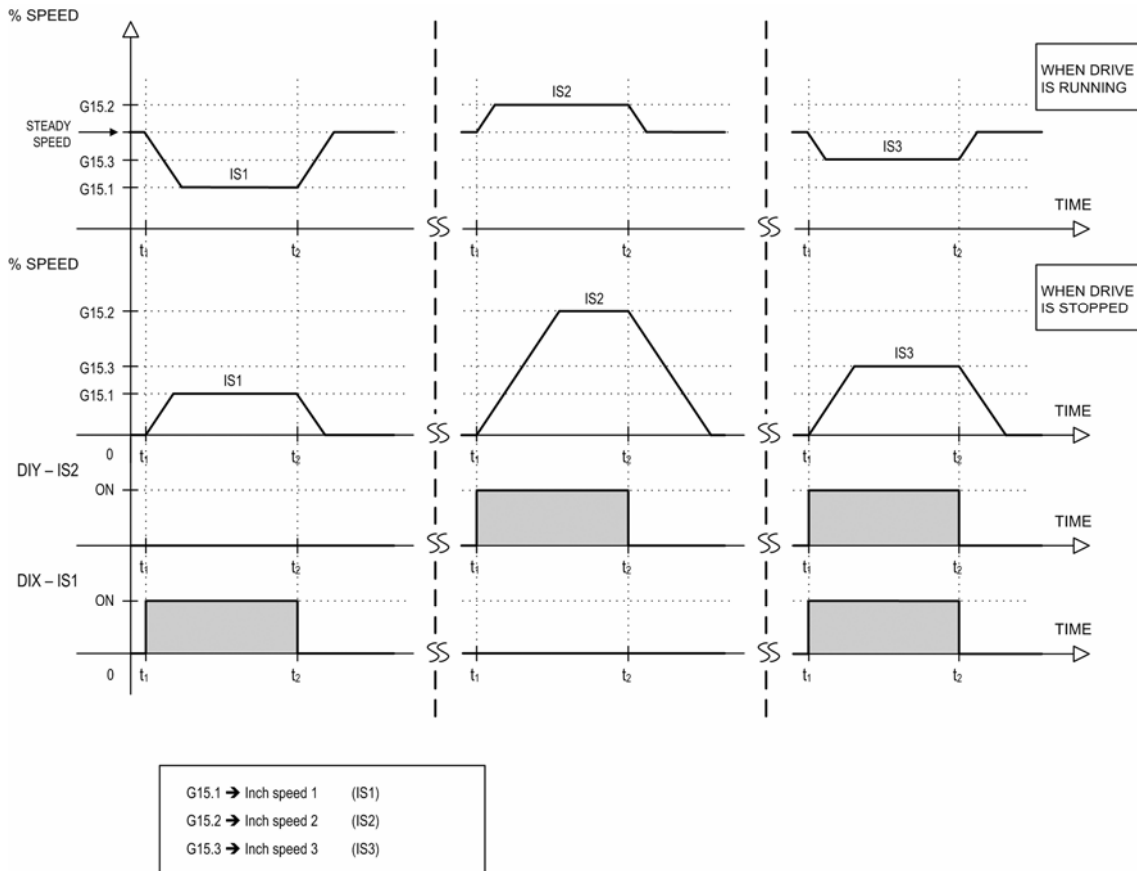 % SPEED
WHEN DRIVE
IS RUNNING
G15.2
IS2
STEADY
SPEED
G15.3
IS3
G15.1
IS1
TIME
t1 t2 t1 t2 t1 t2
% SPEED
WHEN DRIVE
IS STOPPED
G15.2
IS2
G15.3
IS3
G15.1
IS1
TIME
0
t1 t2 t1 t2 t1 t2
DIY – IS2
ON
TIME
t1 t2 t1 t2 t1 t2
DIX – IS1
ON
TIME
0
t1 t2 t1 t2 t1 t2
G15.1 ➔ Inch speed 1 (IS1)
G15.2 ➔ Inch speed 2 (IS2)
G15.3 ➔ Inch speed 3 (IS3)